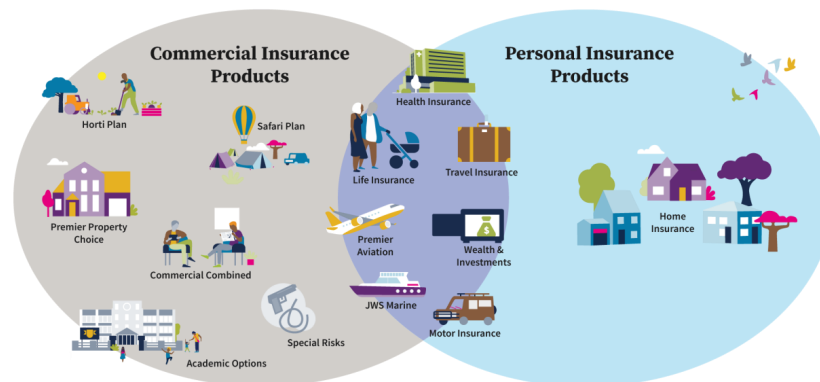 Commercial Insurance
Products
Personal Insurance
Products
Health Insurance
Horti Plan
Safari Plan
Life Insurance
Travel Insurance
Premier Property
Choice
Home
Insurance
Premier
Aviation
Wealth &
Investments
$
Commercial Combined
JWS Marine
Motor Insurance
Special Risks
Academic Options